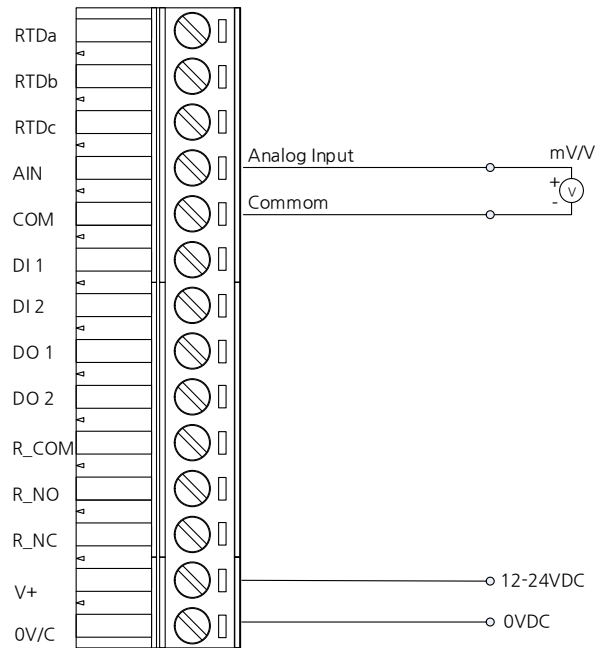 RTDa
RTDb
RTDc
AIN
COM
DI 1
DI 2
DO 1
DO 2
R_COM
R_NO
R_NC
V+
0V/C
Analog Input
Commom
mV/V
+
V
-
12-24VDC
0VDC